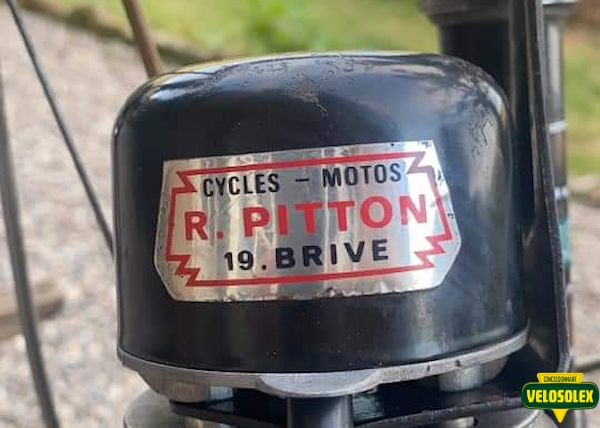 CYCLES - MOTOS
R. PITTON
19. BRIVE
CONCESSIONNAIRE
VELOSOLEX